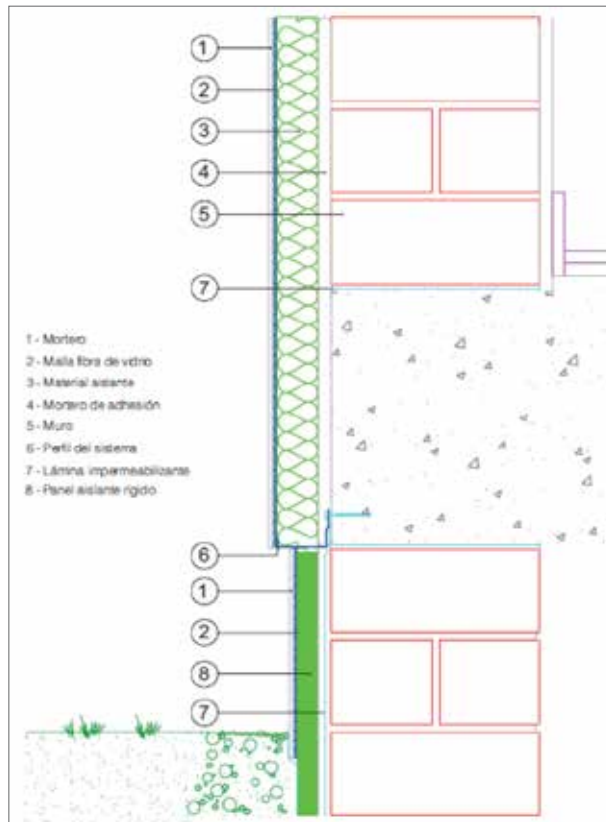 1
2
3
4
5
7
1 - Mortero
2 - Malla fibra de vidrio
3 - Material aislante
4 - Mortero de adhesión
5 - Muro
6 - Perfil del sistema
7 - Lámina impermeabilizante
8 - Panel aislante rígido
6
1
2
8
7